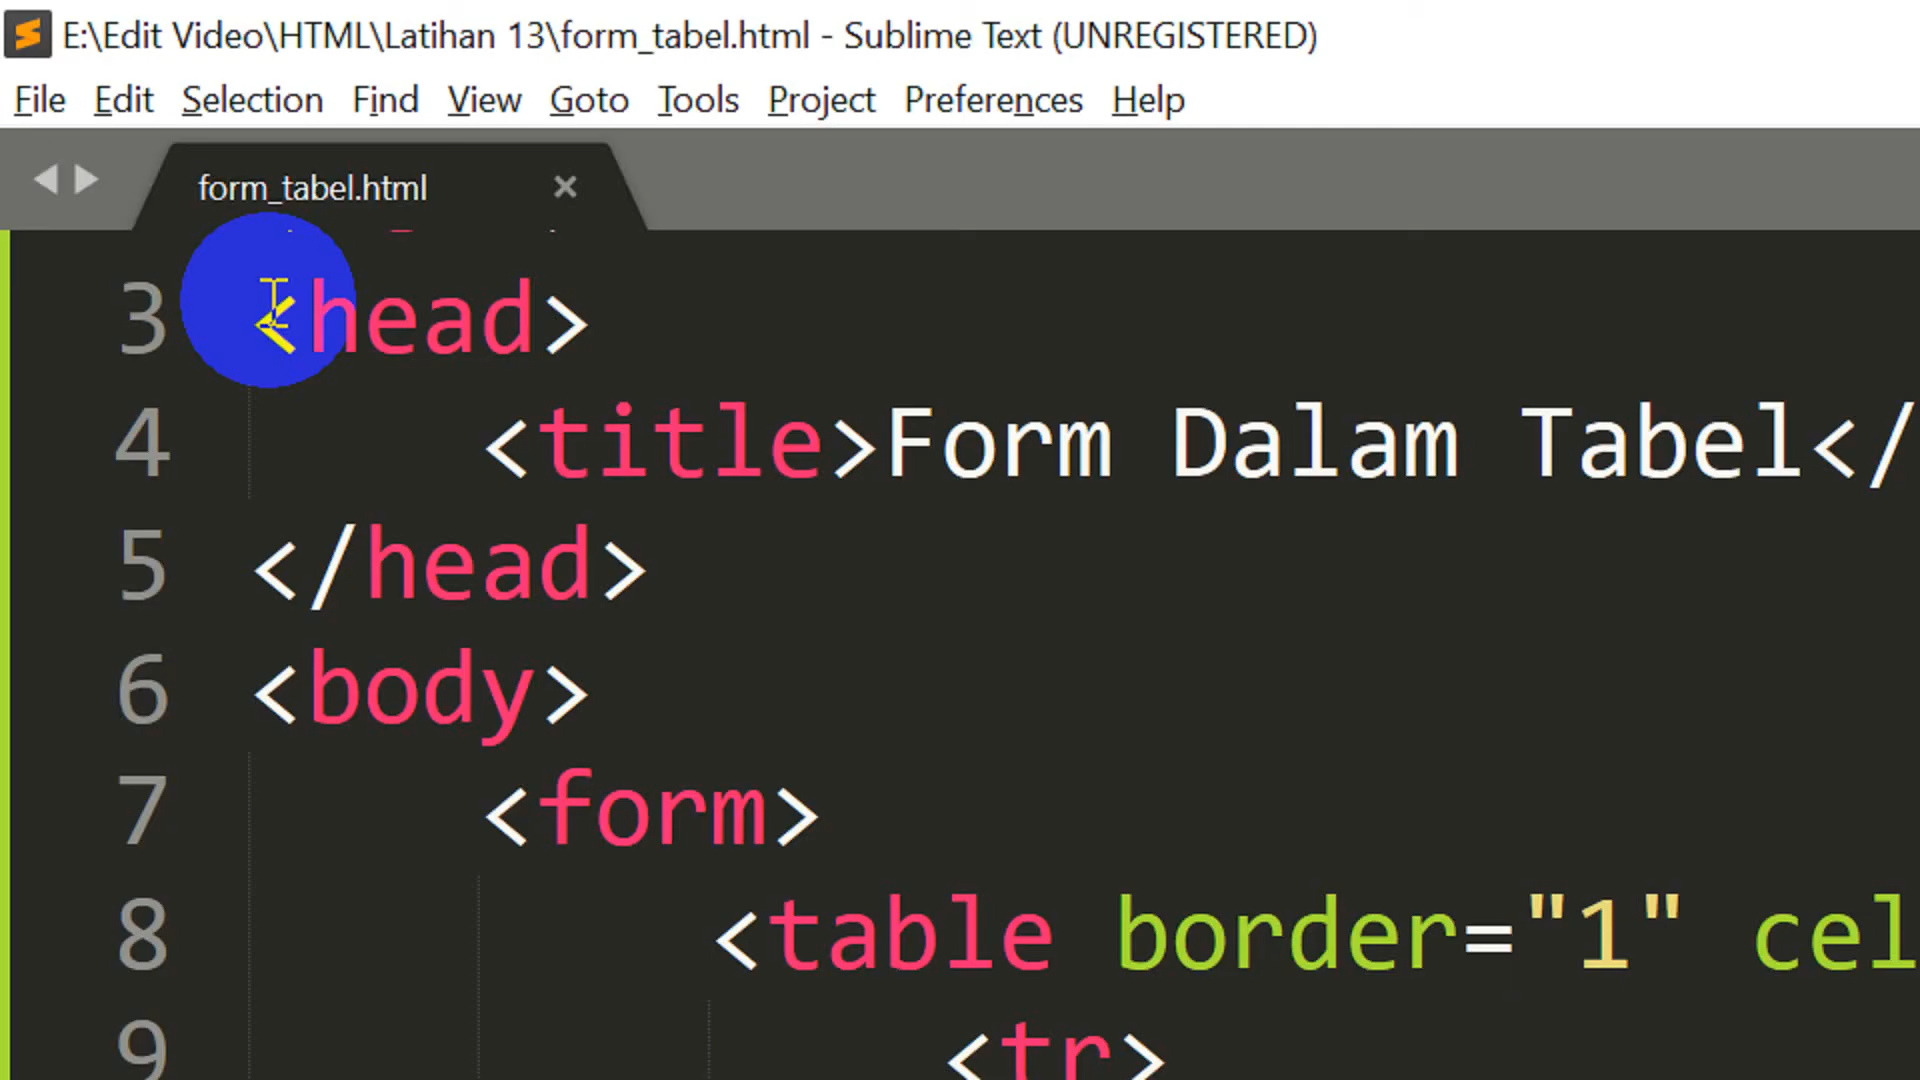 E:\Edit Video\HTML\Latihan 13\form_tabel.html - Sublime Text (UNREGISTERED)
File Edit Selection Find View Goto Tools Project Preferences Help
form_tabel.html ×
3 <head>
4 <title>Form Dalam Tabel</
5 </head>
6 <body>
7 <form>
8 <table border="1" cel
9 <tr>